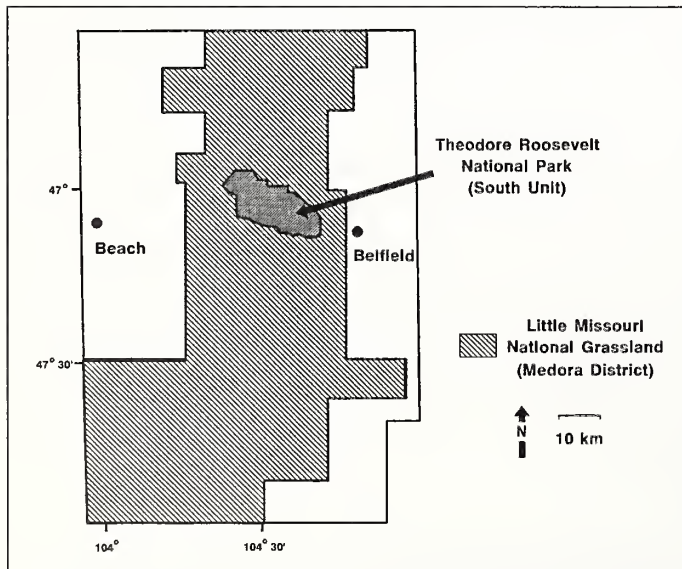 Theodore Roosevelt
National Park
(South Unit)
47°
Beach
Belfield
47° 30'
Little Missouri
National Grassland
(Medora District)
N
10 km
104°
104° 30'